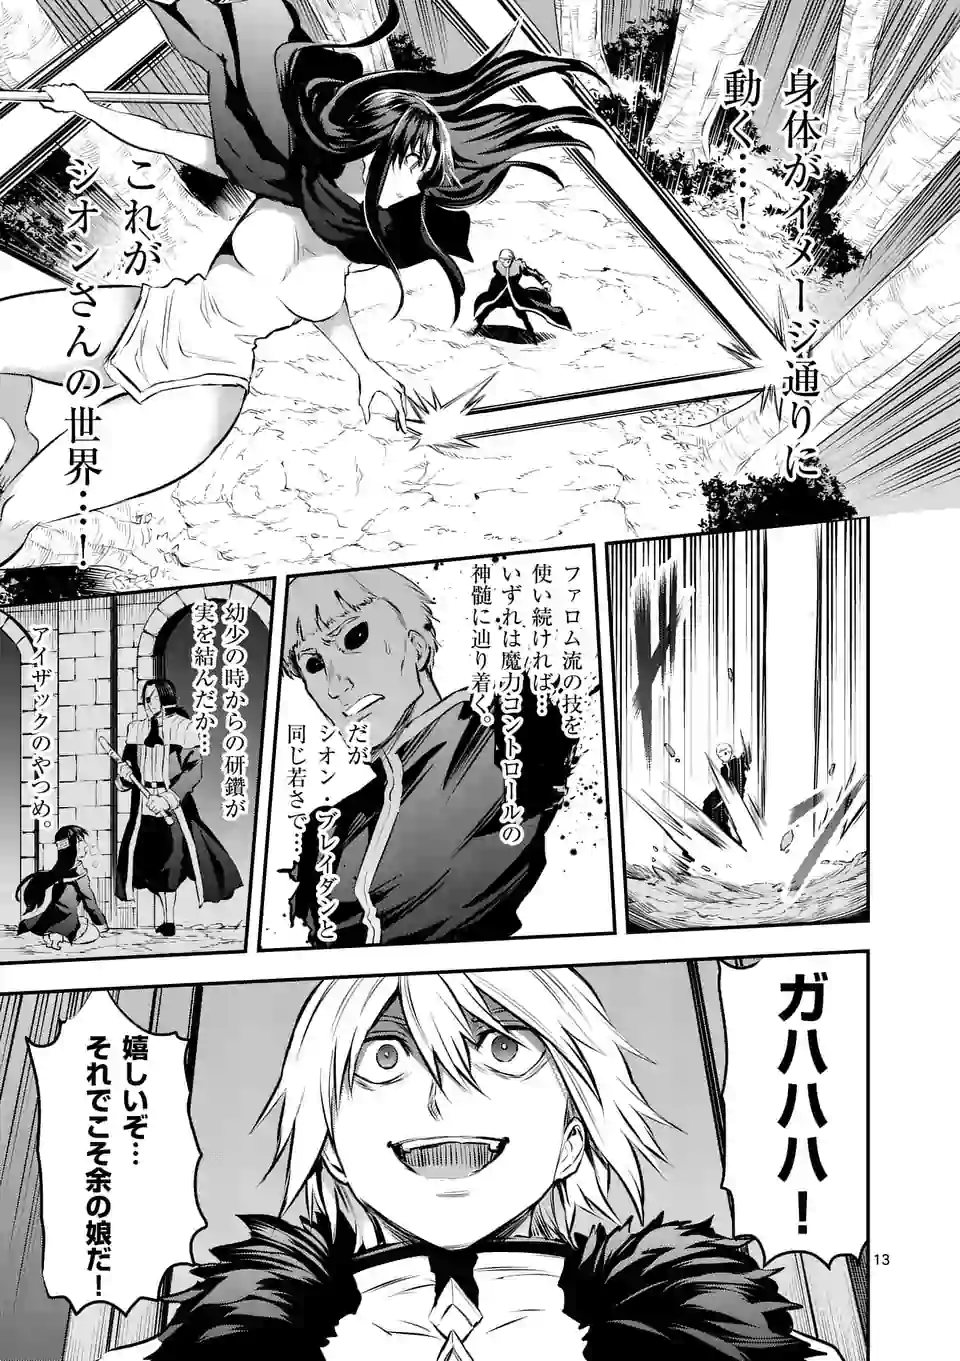 身体がイメージ通りに
動く…！
これが
シオンさんの世界…！
ファロム流の技を
使い続ければ…
いずれは魔力コントロールの
神髄に辿り着く。
だが
シオン・ブレイダンと
同じ若さで…
幼少の時からの研鑽が
実を結んだか…
アイザックのやつめ。
ガハハハ！
嬉しいぞ…
それでこそ余の娘だ！
13